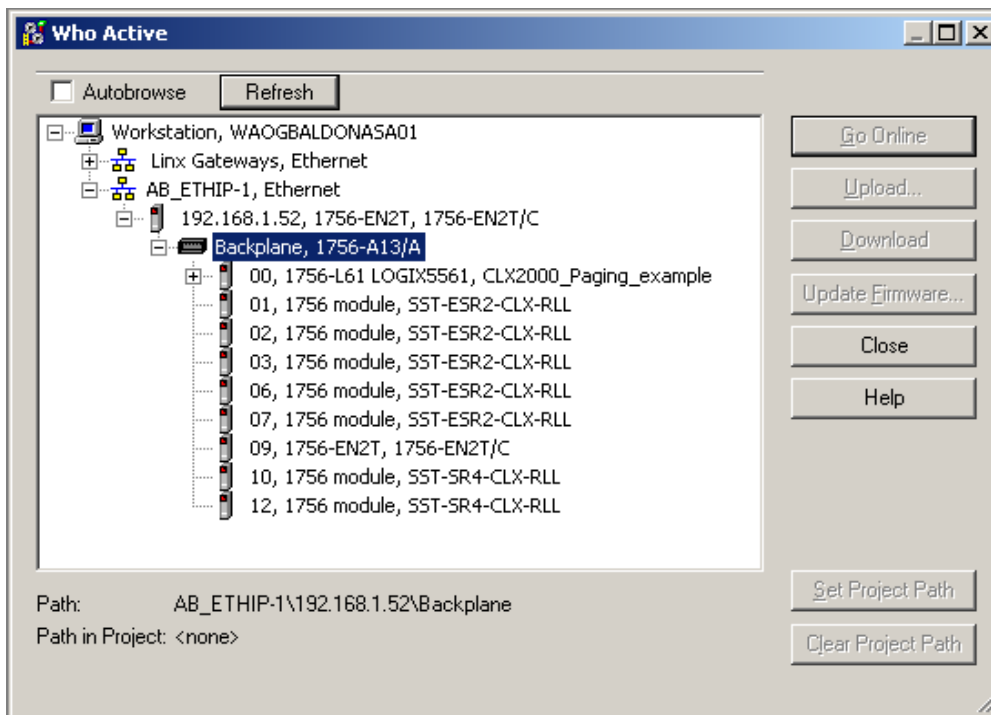 Who Active
Autobrowse
Refresh
Workstation, WAOGBALDONASA01
Linx Gateways, Ethernet
AB_ETHIP-1, Ethernet
192.168.1.52, 1756-EN2T, 1756-EN2T/C
Backplane, 1756-A13/A
00, 1756-L61 LOGIX5561, CLX2000_Paging_example
01, 1756 module, SST-ESR2-CLX-RLL
02, 1756 module, SST-ESR2-CLX-RLL
03, 1756 module, SST-ESR2-CLX-RLL
06, 1756 module, SST-ESR2-CLX-RLL
07, 1756 module, SST-ESR2-CLX-RLL
09, 1756-EN2T, 1756-EN2T/C
10, 1756 module, SST-SR4-CLX-RLL
12, 1756 module, SST-SR4-CLX-RLL
Go Online
Upload...
Download
Update Firmware...
Close
Help
Set Project Path
Clear Project Path
Path: AB_ETHIP-1\192.168.1.52\Backplane
Path in Project: <none>